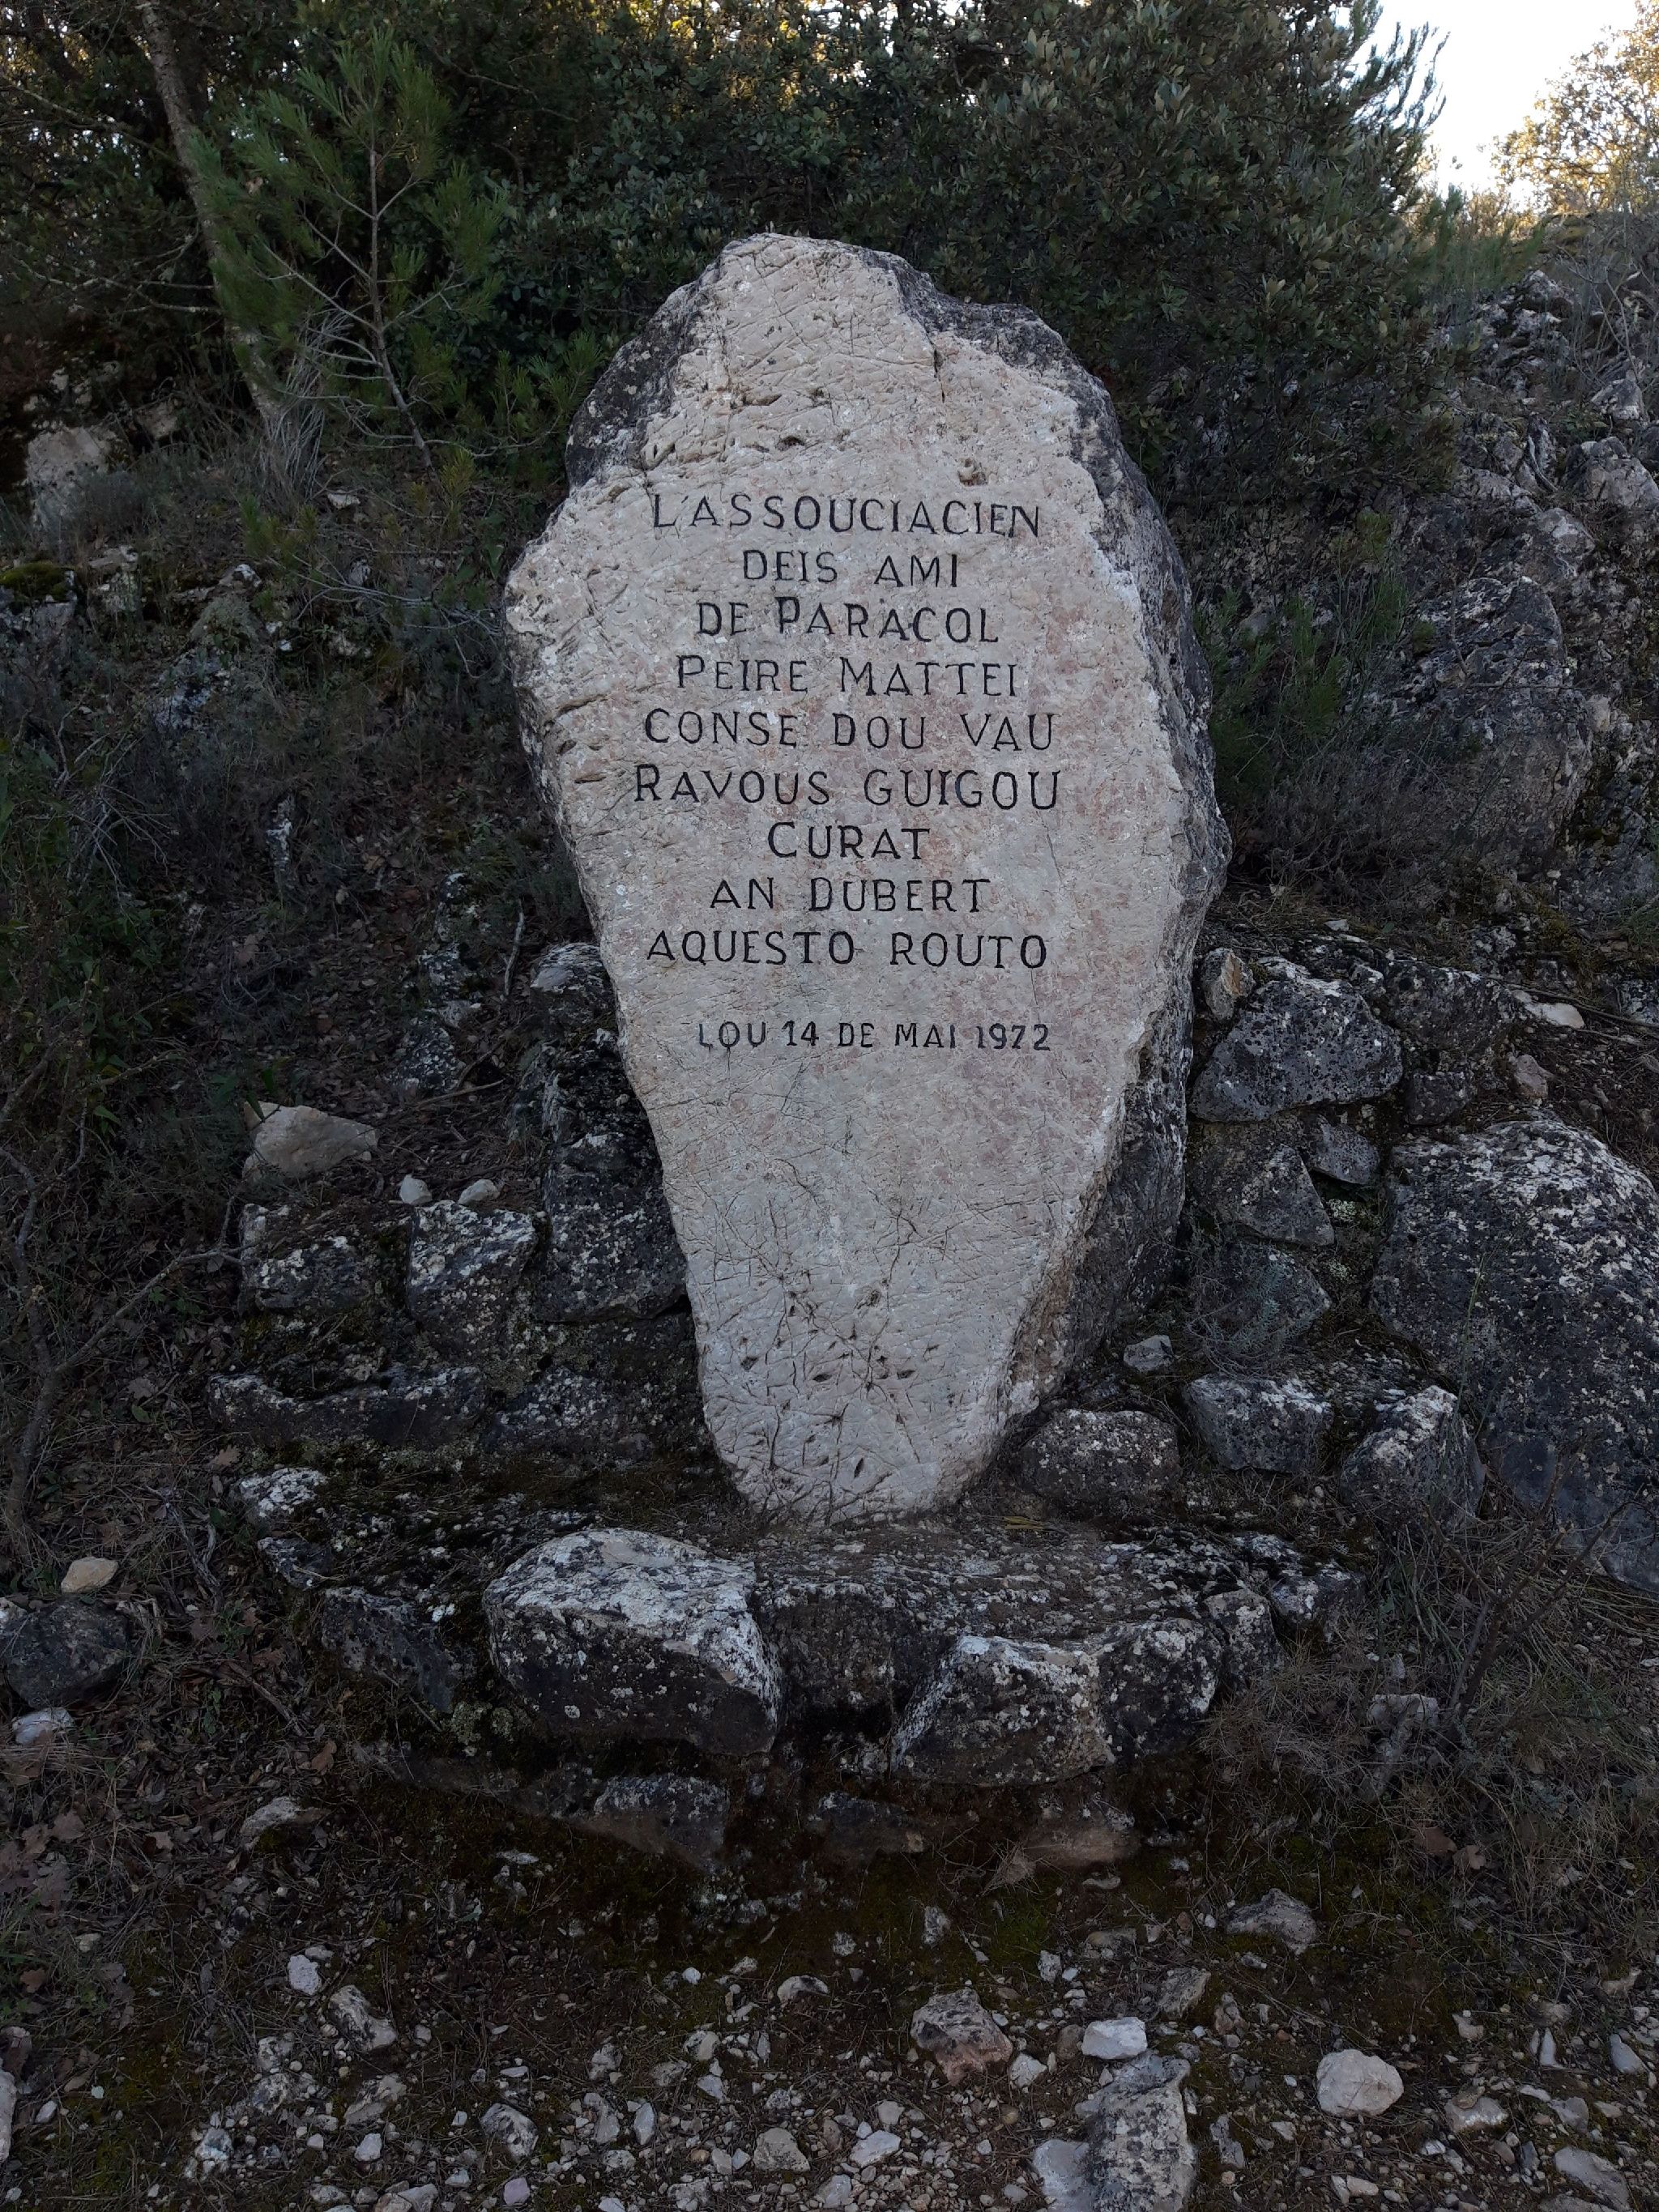 L'ASSOUCIACIEN
DEIS AMI
DE PARACOL
PEIRE MATTEI
CONSE DOU VAU
RAVOUS GUIGOU
CURAT
AN DUBERT
AQUESTO ROUTO
LOU 14 DE MAI 1972